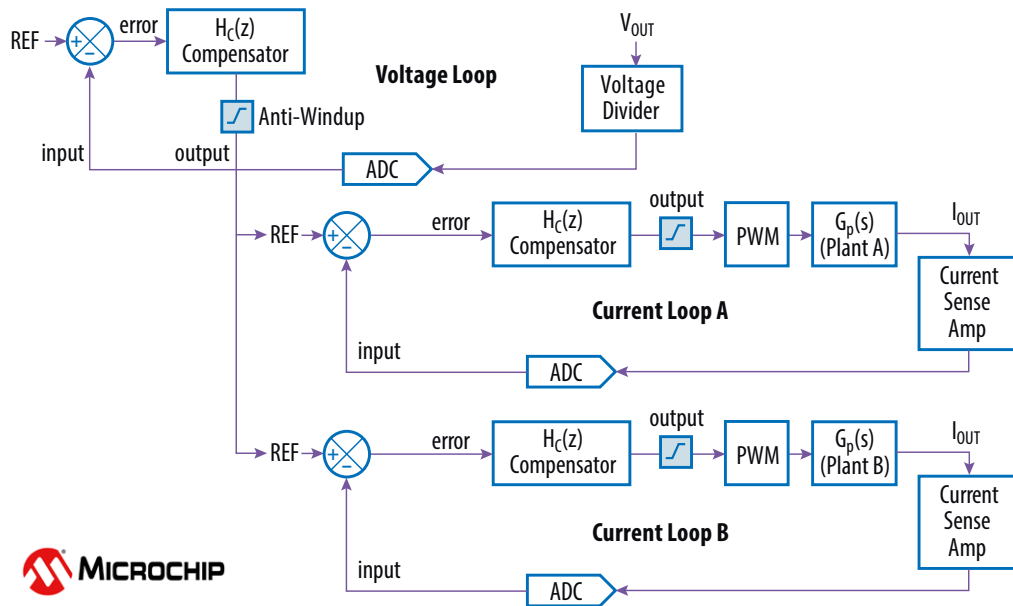 REF
error
H_C(z)
Compensator
Voltage Loop
V_OUT
Voltage
Divider
Anti-Windup
input
output
ADC
REF
error
H_C(z)
Compensator
output
PWM
G_p(s)
(Plant A)
I_OUT
Current
Sense
Amp
Current Loop A
input
ADC
REF
error
H_C(z)
Compensator
output
PWM
G_p(s)
(Plant B)
I_OUT
Current
Sense
Amp
Current Loop B
input
ADC
MICROCHIP